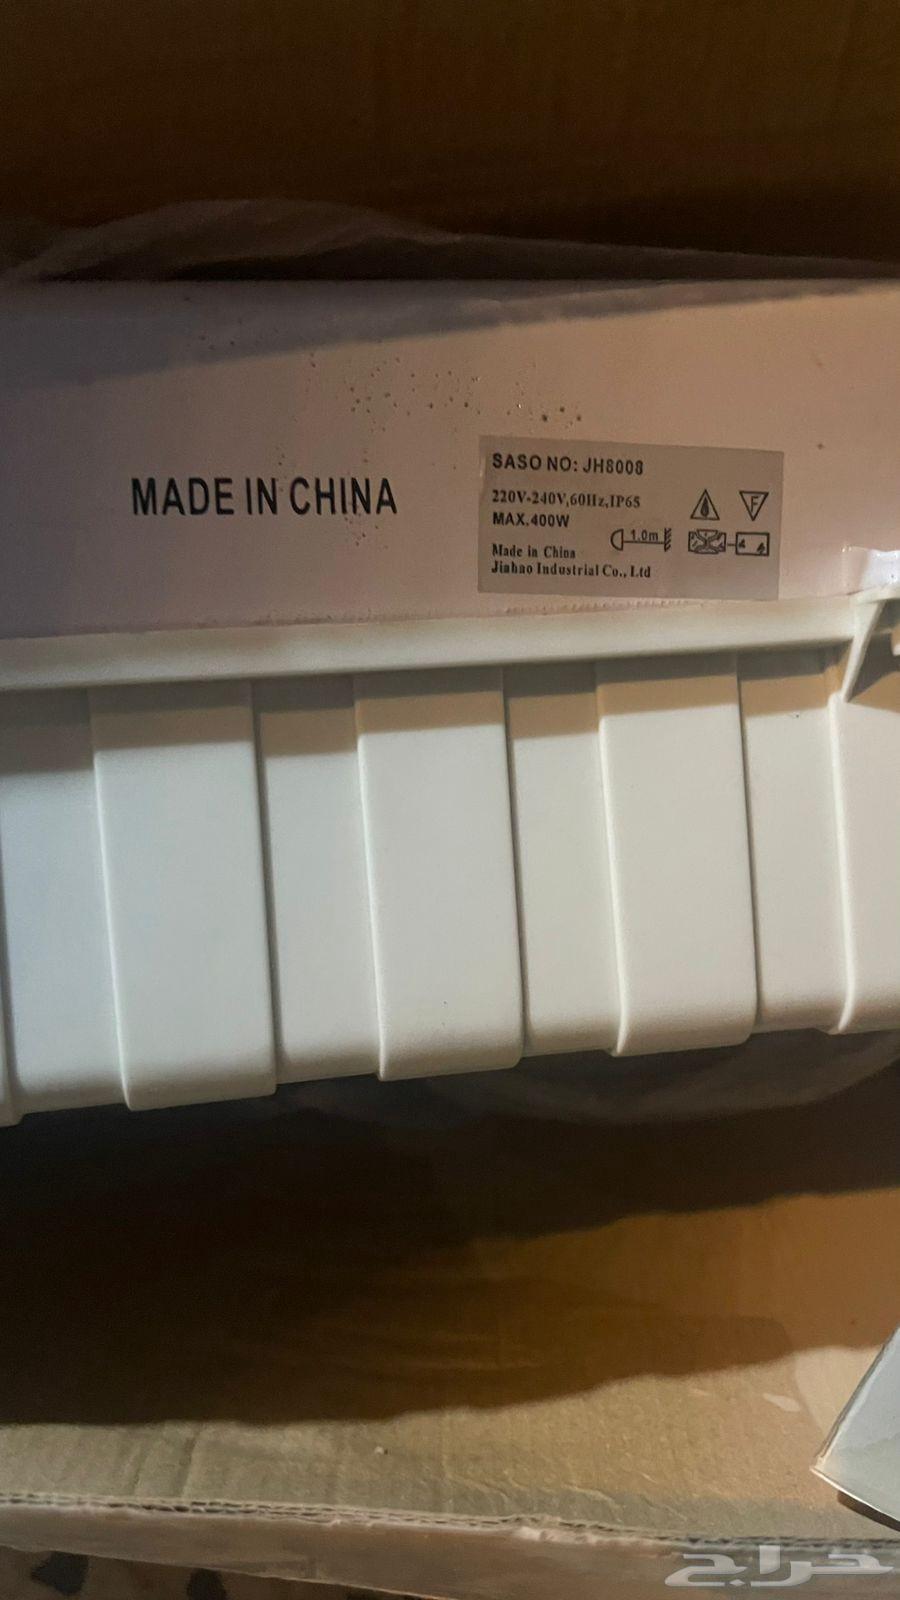 MADE IN CHINA
SASO NO: JH8008
220V-240V,60Hz,IP65
MAX.400W
1.0m
F
Made in China
Jiahao Industrial Co., Ltd
حراج